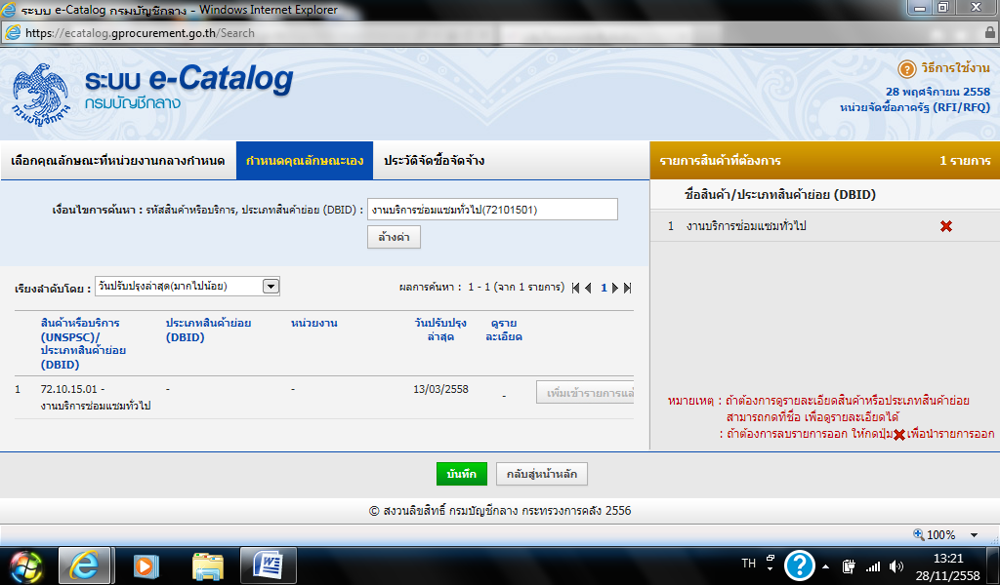 ระบบ e-Catalog กรมบัญชีกลาง - Windows Internet Explorer
https://ecatalog.gprocurement.go.th/Search
ระบบ e-Catalog
กรมบัญชีกลาง
กรมบัญชีกลาง
วิธีการใช้งาน
28 พฤศจิกายน 2558
หน่วยจัดซื้อภาครัฐ (RFI/RFQ)
เลือกคุณลักษณะที่หน่วยงานกลางกำหนด กำหนดคุณลักษณะเอง ประวัติจัดซื้อจัดจ้าง
รายการสินค้าที่ต้องการ 1 รายการ
ชื่อสินค้า/ประเภทสินค้าย่อย (DBID)
1 งานบริการซ่อมแซมทั่วไป
เงื่อนไขการค้นหา : รหัสสินค้าหรือบริการ, ประเภทสินค้าย่อย (DBID) : งานบริการซ่อมแซมทั่วไป(72101501)
ล้างค่า
เรียงลำดับโดย : วันปรับปรุงล่าสุด(มากไปน้อย)
ผลการค้นหา : 1 - 1 (จาก 1 รายการ) 1
สินค้าหรือบริการ (UNSPSC)/ ประเภทสินค้าย่อย (DBID) ประเภทสินค้าย่อย (DBID) หน่วยงาน วันปรับปรุงล่าสุด ดูรายละเอียด
1 72.10.15.01 - - - 13/03/2558 - เพิ่มเข้ารายการแล้
งานบริการซ่อมแซมทั่วไป
หมายเหตุ : ถ้าต้องการดูรายละเอียดสินค้าหรือประเภทสินค้าย่อย
สามารถกดที่ชื่อ เพื่อดูรายละเอียดได้
: ถ้าต้องการลบรายการออก ให้กดปุ่ม เพื่อนำรายการออก
บันทึก กลับสู่หน้าหลัก
© สงวนลิขสิทธิ์ กรมบัญชีกลาง กระทรวงการคลัง 2556
100%
TH
13:21
28/11/2558